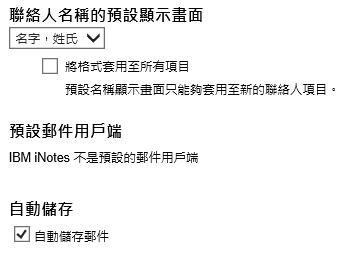 聯絡人名稱的預設顯示畫面
名字，姓氏
將格式套用至所有項目
預設名稱顯示畫面只能夠套用至新的聯絡人項目。
預設郵件用戶端
IBM iNotes 不是預設的郵件用戶端
自動儲存
自動儲存郵件